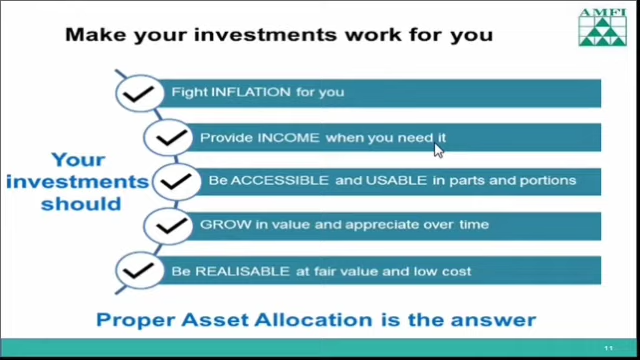 AMFI
Make your investments work for you
Fight INFLATION for you
Provide INCOME when you need it
Your
investments
should
Be ACCESSIBLE and USABLE in parts and portions
GROW in value and appreciate over time
Be REALISABLE at fair value and low cost
Proper Asset Allocation is the answer
11